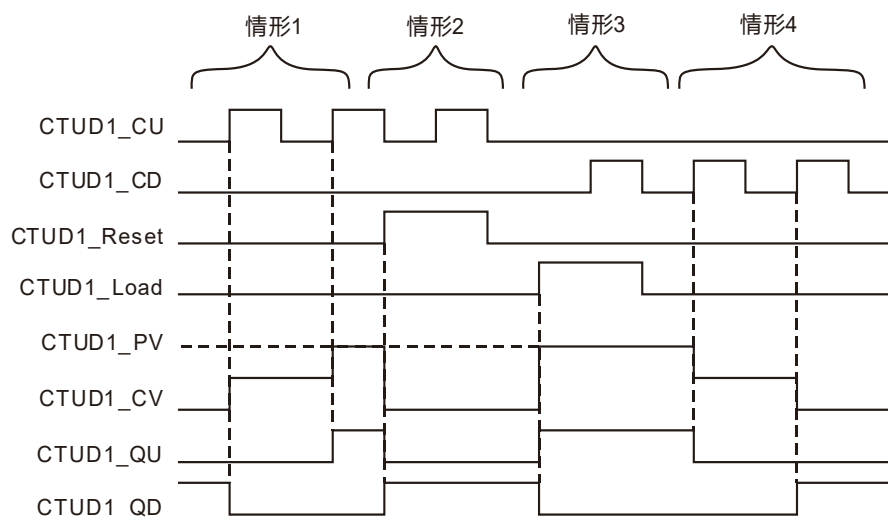 情形1 情形2 情形3 情形4
CTUD1_CU
CTUD1_CD
CTUD1_Reset
CTUD1_Load
CTUD1_PV
CTUD1_CV
CTUD1_QU
CTUD1_QD